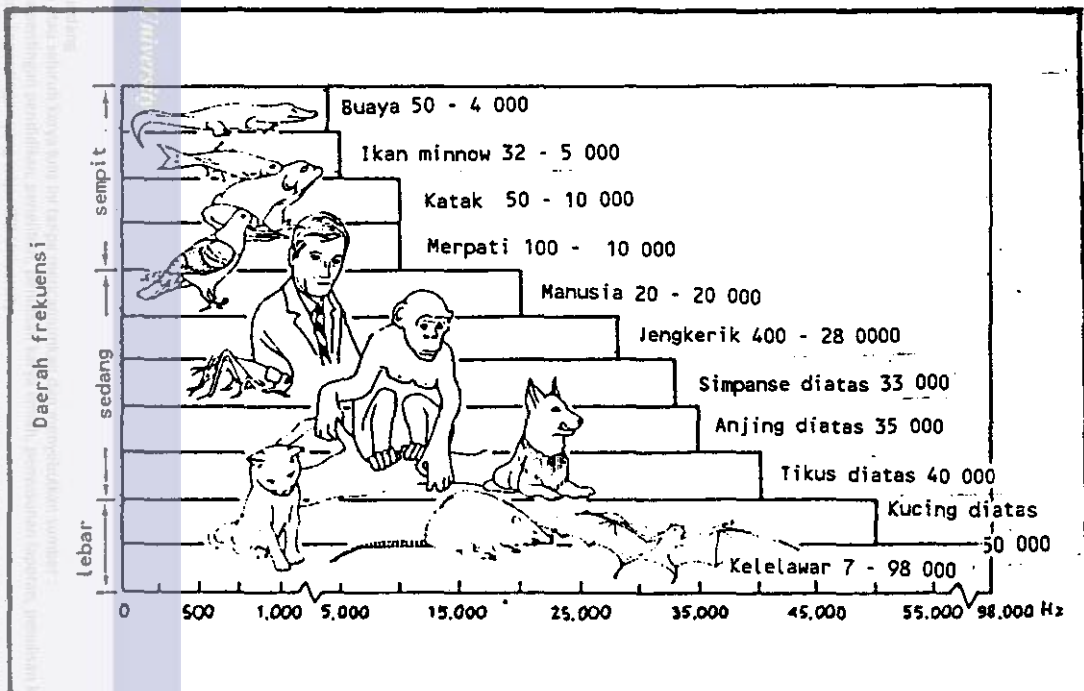 Universit
Daerah frekuensi
sempit
sedang
lebar
Buaya 50 - 4 000
Ikan minnow 32 - 5 000
Katak 50 - 10 000
Merpati 100 - 10 000
Manusia 20 - 20 000
Jengkerik 400 - 28 0000
Simpanse diatas 33 000
Anjing diatas 35 000
Tikus diatas 40 000
Kucing diatas
50 000
Kelelawar 7 - 98 000
0 500 1,000 5,000 15,000 25,000 35,000 45,000 55,000 98,000 Hz